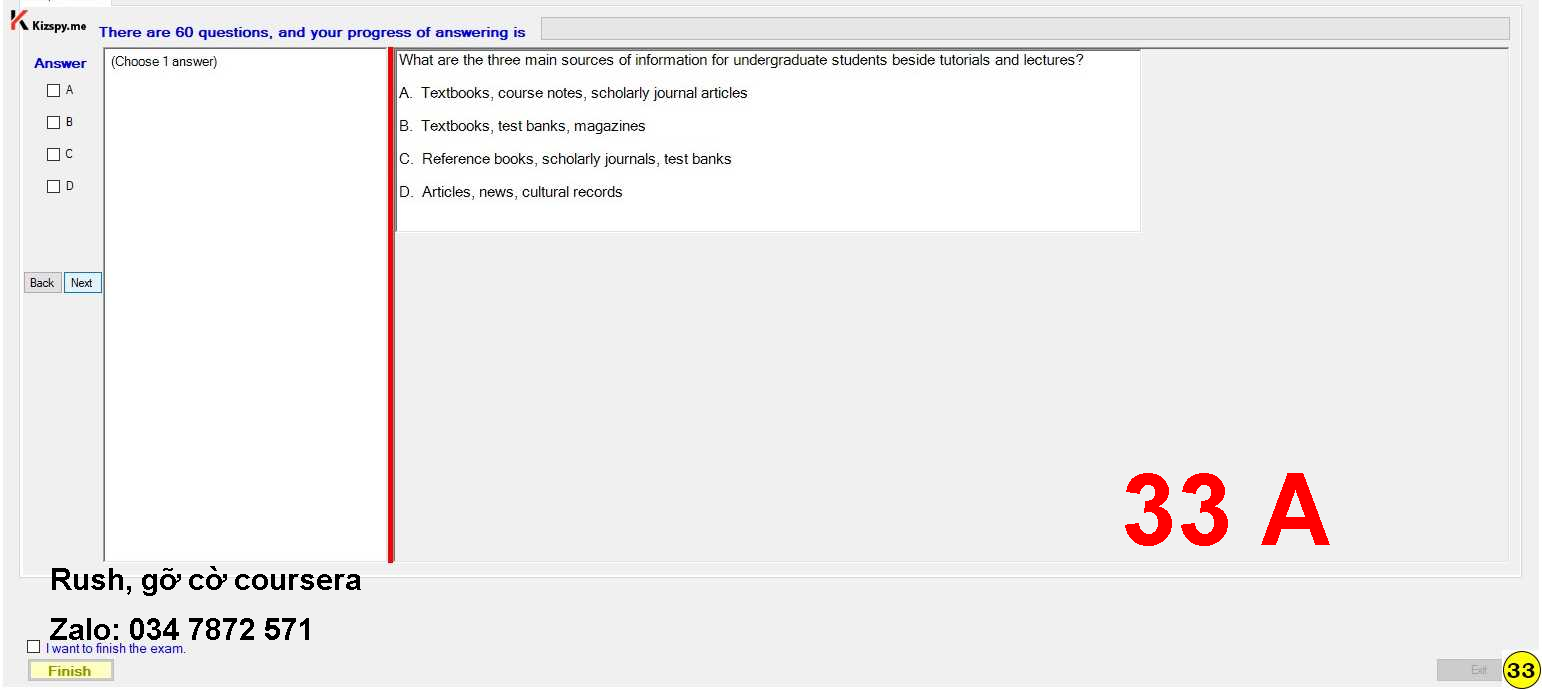 Kizspy.me
There are 60 questions, and your progress of answering is
Answer
(Choose 1 answer)
A
B
C
D
Back
Next
What are the three main sources of information for undergraduate students beside tutorials and lectures?
A. Textbooks, course notes, scholarly journal articles
B. Textbooks, test banks, magazines
C. Reference books, scholarly journals, test banks
D. Articles, news, cultural records
33 A
Rush, gỡ cờ coursera
Zalo: 034 7872 571
I want to finish the exam.
Finish
Exit
33